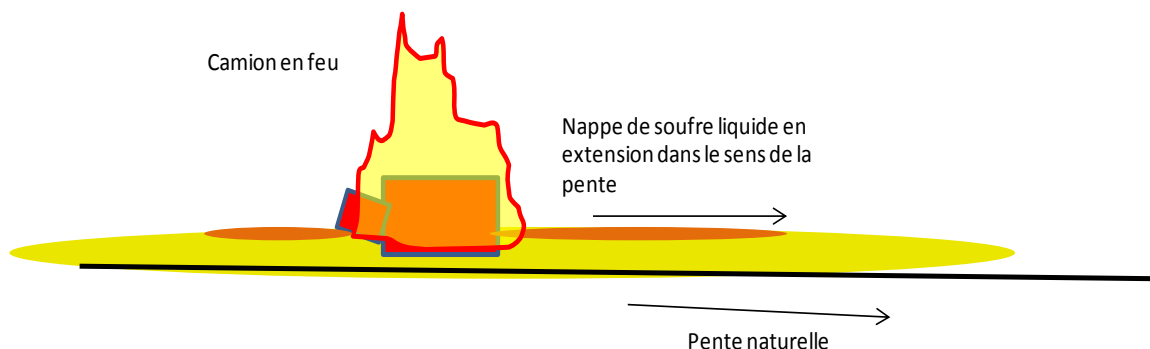 Camion en feu
Nappe de soufre liquide en
extension dans le sens de la
pente
Pente naturelle